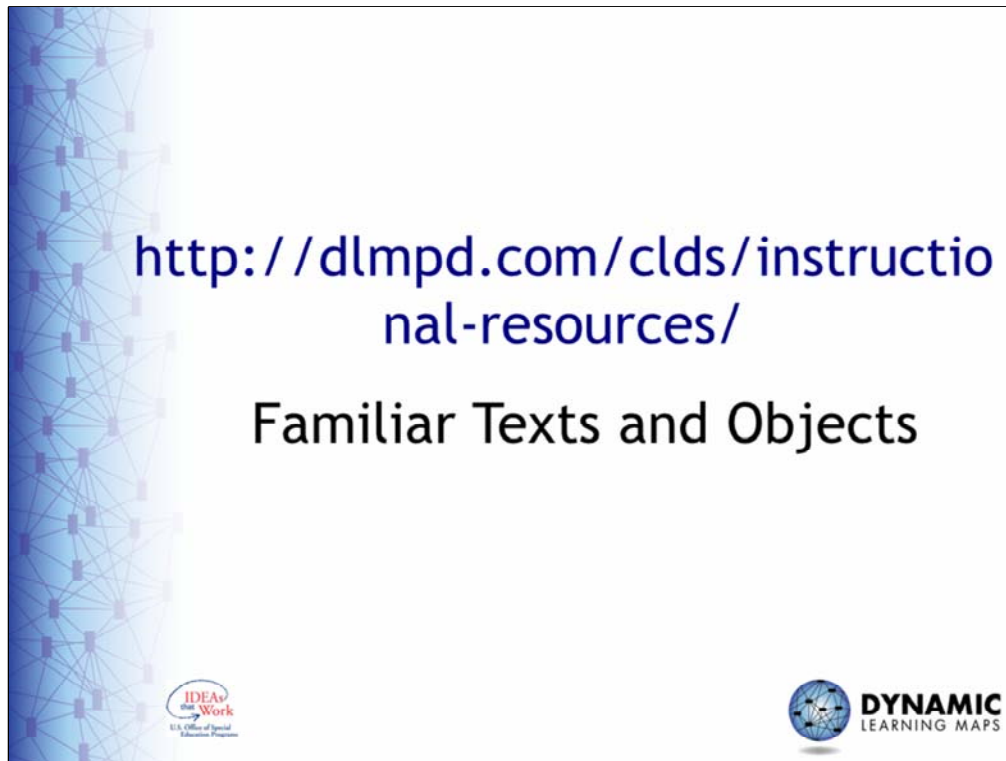 http://dlmpd.com/clds/instructio
nal-resources/
Familiar Texts and Objects
IDEAs
that Work
U.S. Office of Special
Education Programs
DYNAMIC
LEARNING MAPS